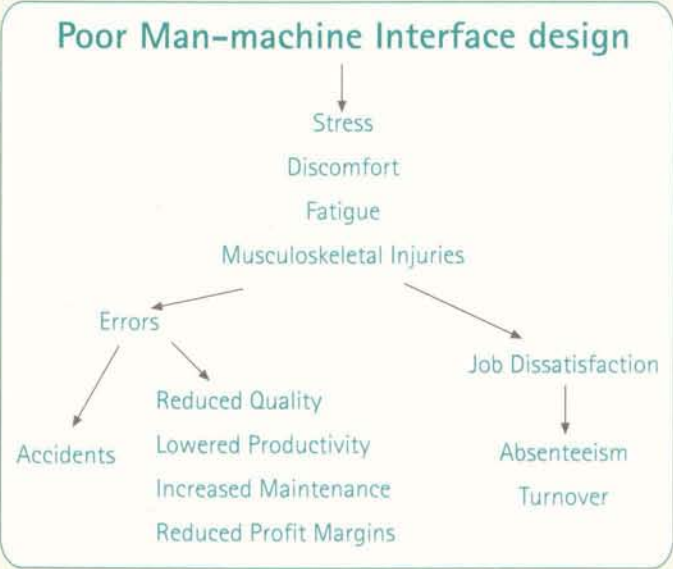 Poor Man-machine Interface design
Stress
Discomfort
Fatigue
Musculoskeletal Injuries
Errors
Job Dissatisfaction
Accidents
Reduced Quality
Lowered Productivity
Increased Maintenance
Reduced Profit Margins
Absenteeism
Turnover